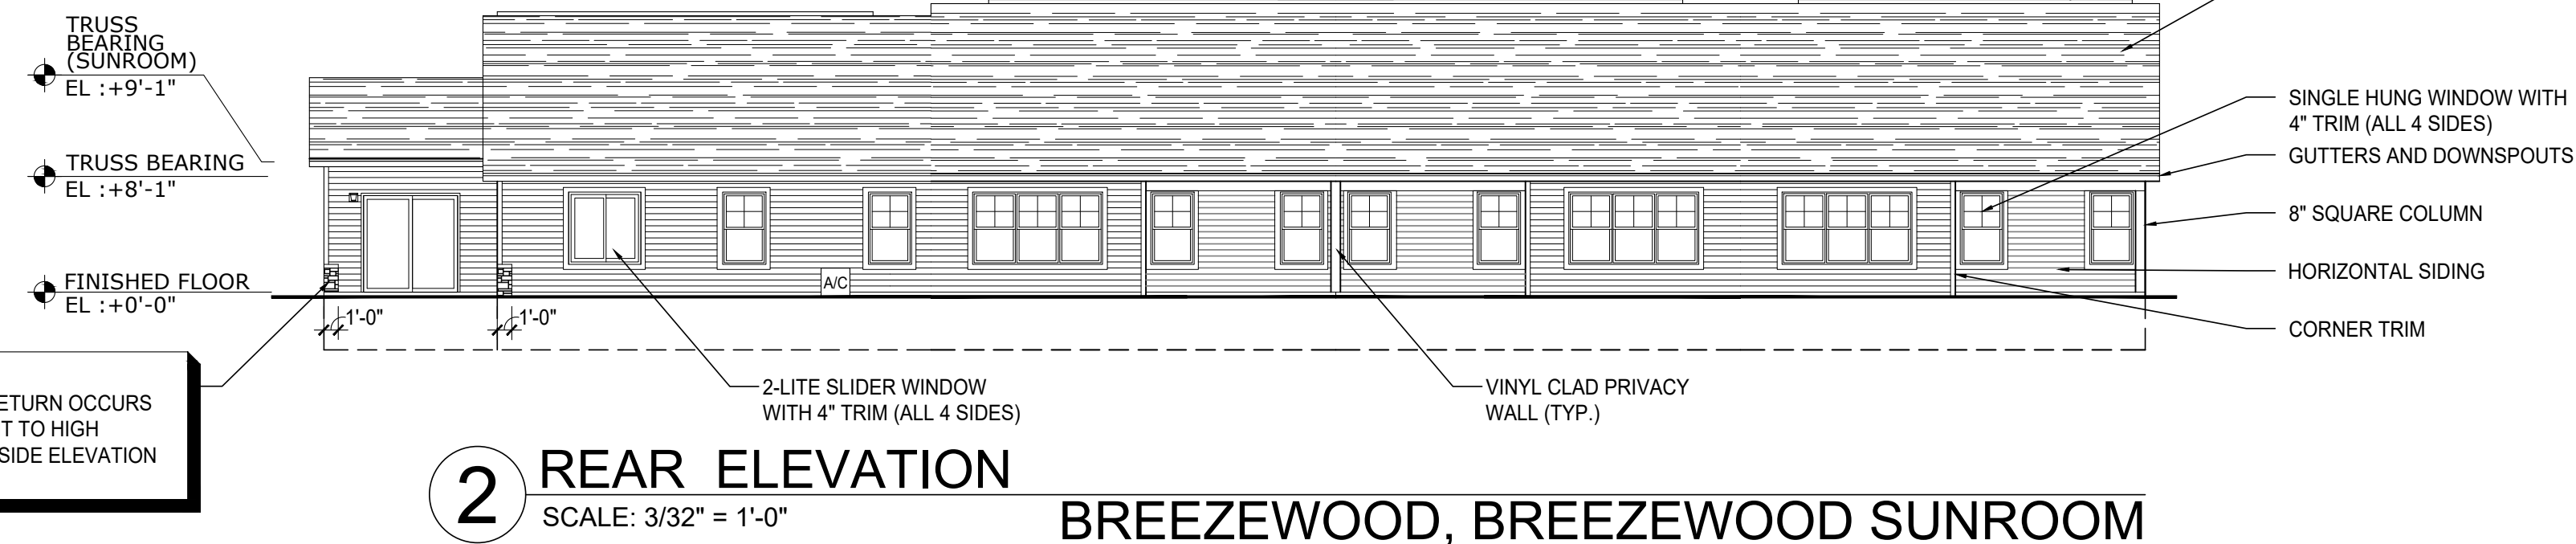 TRUSS
BEARING
(SUNROOM)
EL :+9'-1"
TRUSS BEARING
EL :+8'-1"
FINISHED FLOOR
EL :+0'-0"
1'-0"
1'-0"
A/C
SINGLE HUNG WINDOW WITH
4" TRIM (ALL 4 SIDES)
GUTTERS AND DOWNSPOUTS
8" SQUARE COLUMN
HORIZONTAL SIDING
CORNER TRIM
OCCURS
TO HIGH
SIDE ELEVATION
2-LITE SLIDER WINDOW
WITH 4" TRIM (ALL 4 SIDES)
VINYL CLAD PRIVACY
WALL (TYP.)
2
REAR ELEVATION
SCALE: 3/32" = 1'-0"
BREEZEWOOD, BREEZEWOOD SUNROOM